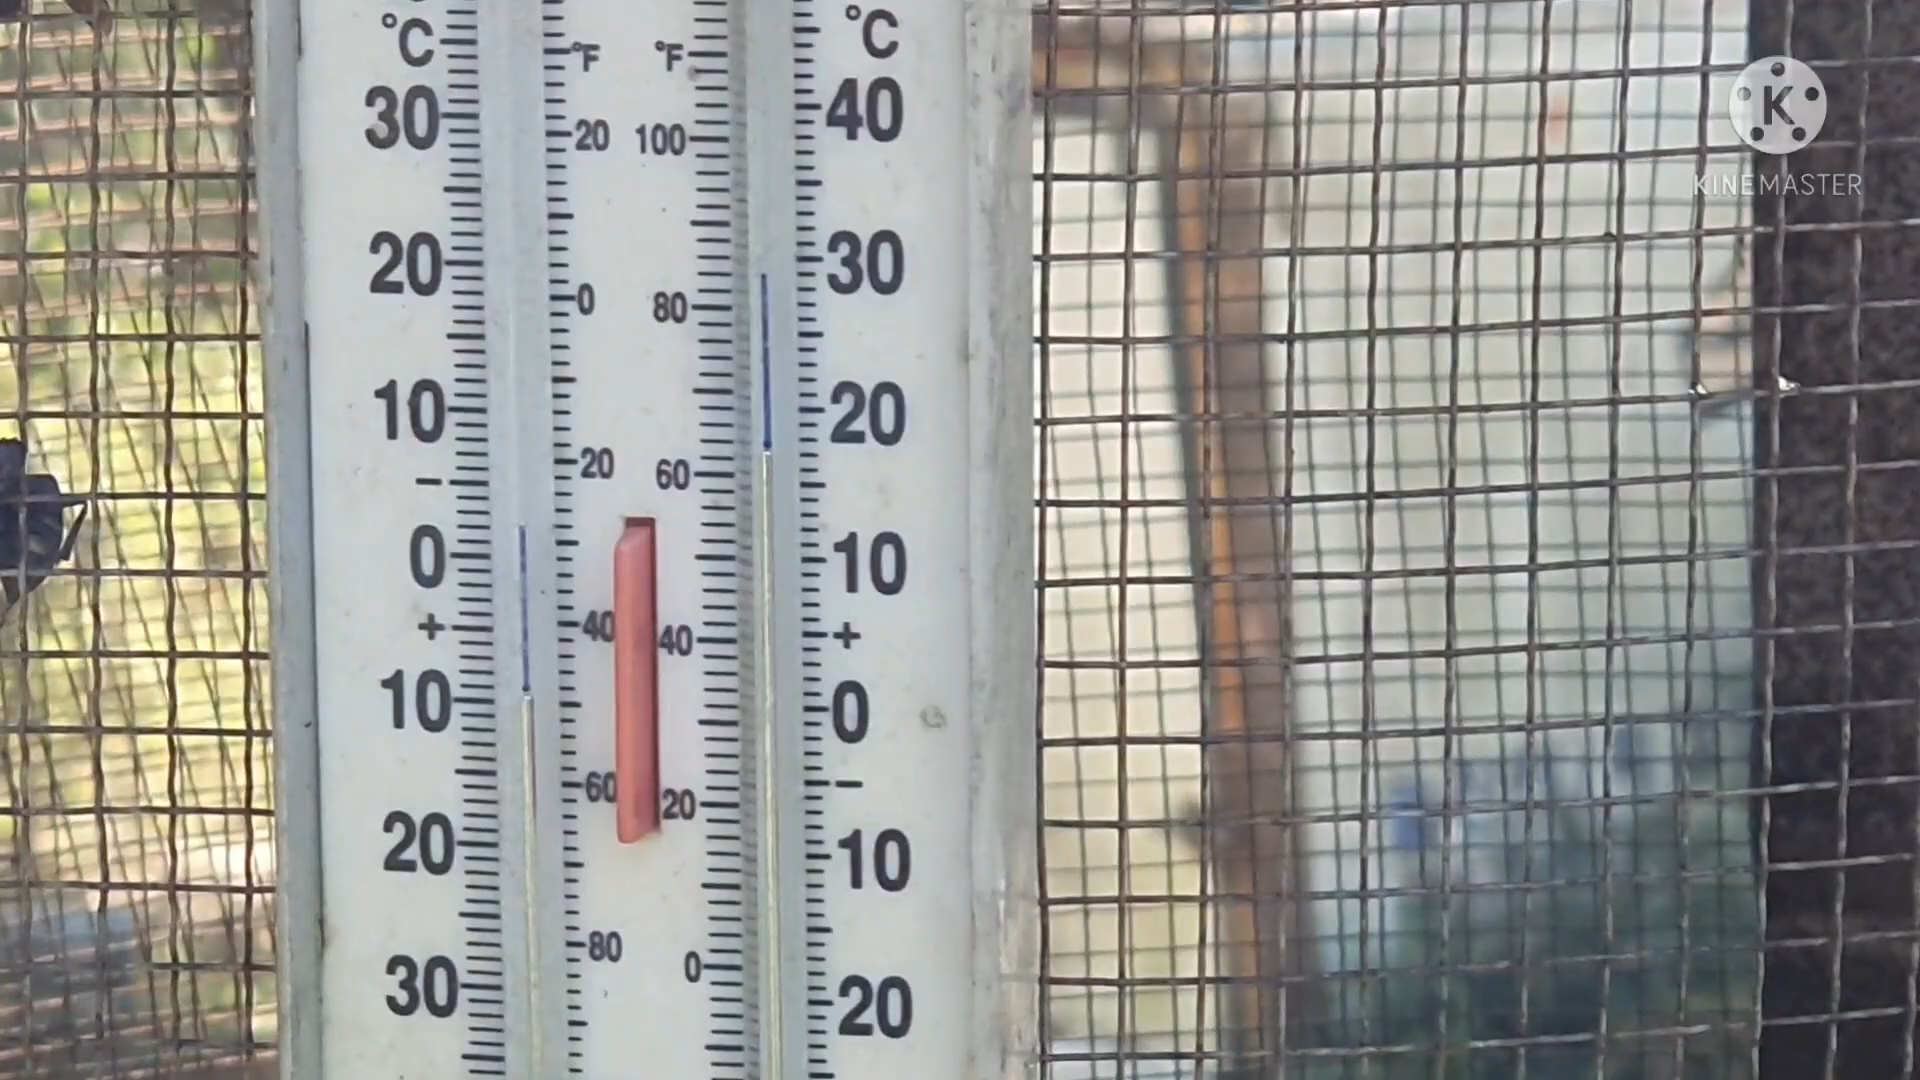 °C °F °F °C
30 20 100 40
20 0 80 30
10 20 60 20
−
0 10
+ 40 40 +
10 0
60 20 −
20 10
30 80 0 20
K
KINEMASTER